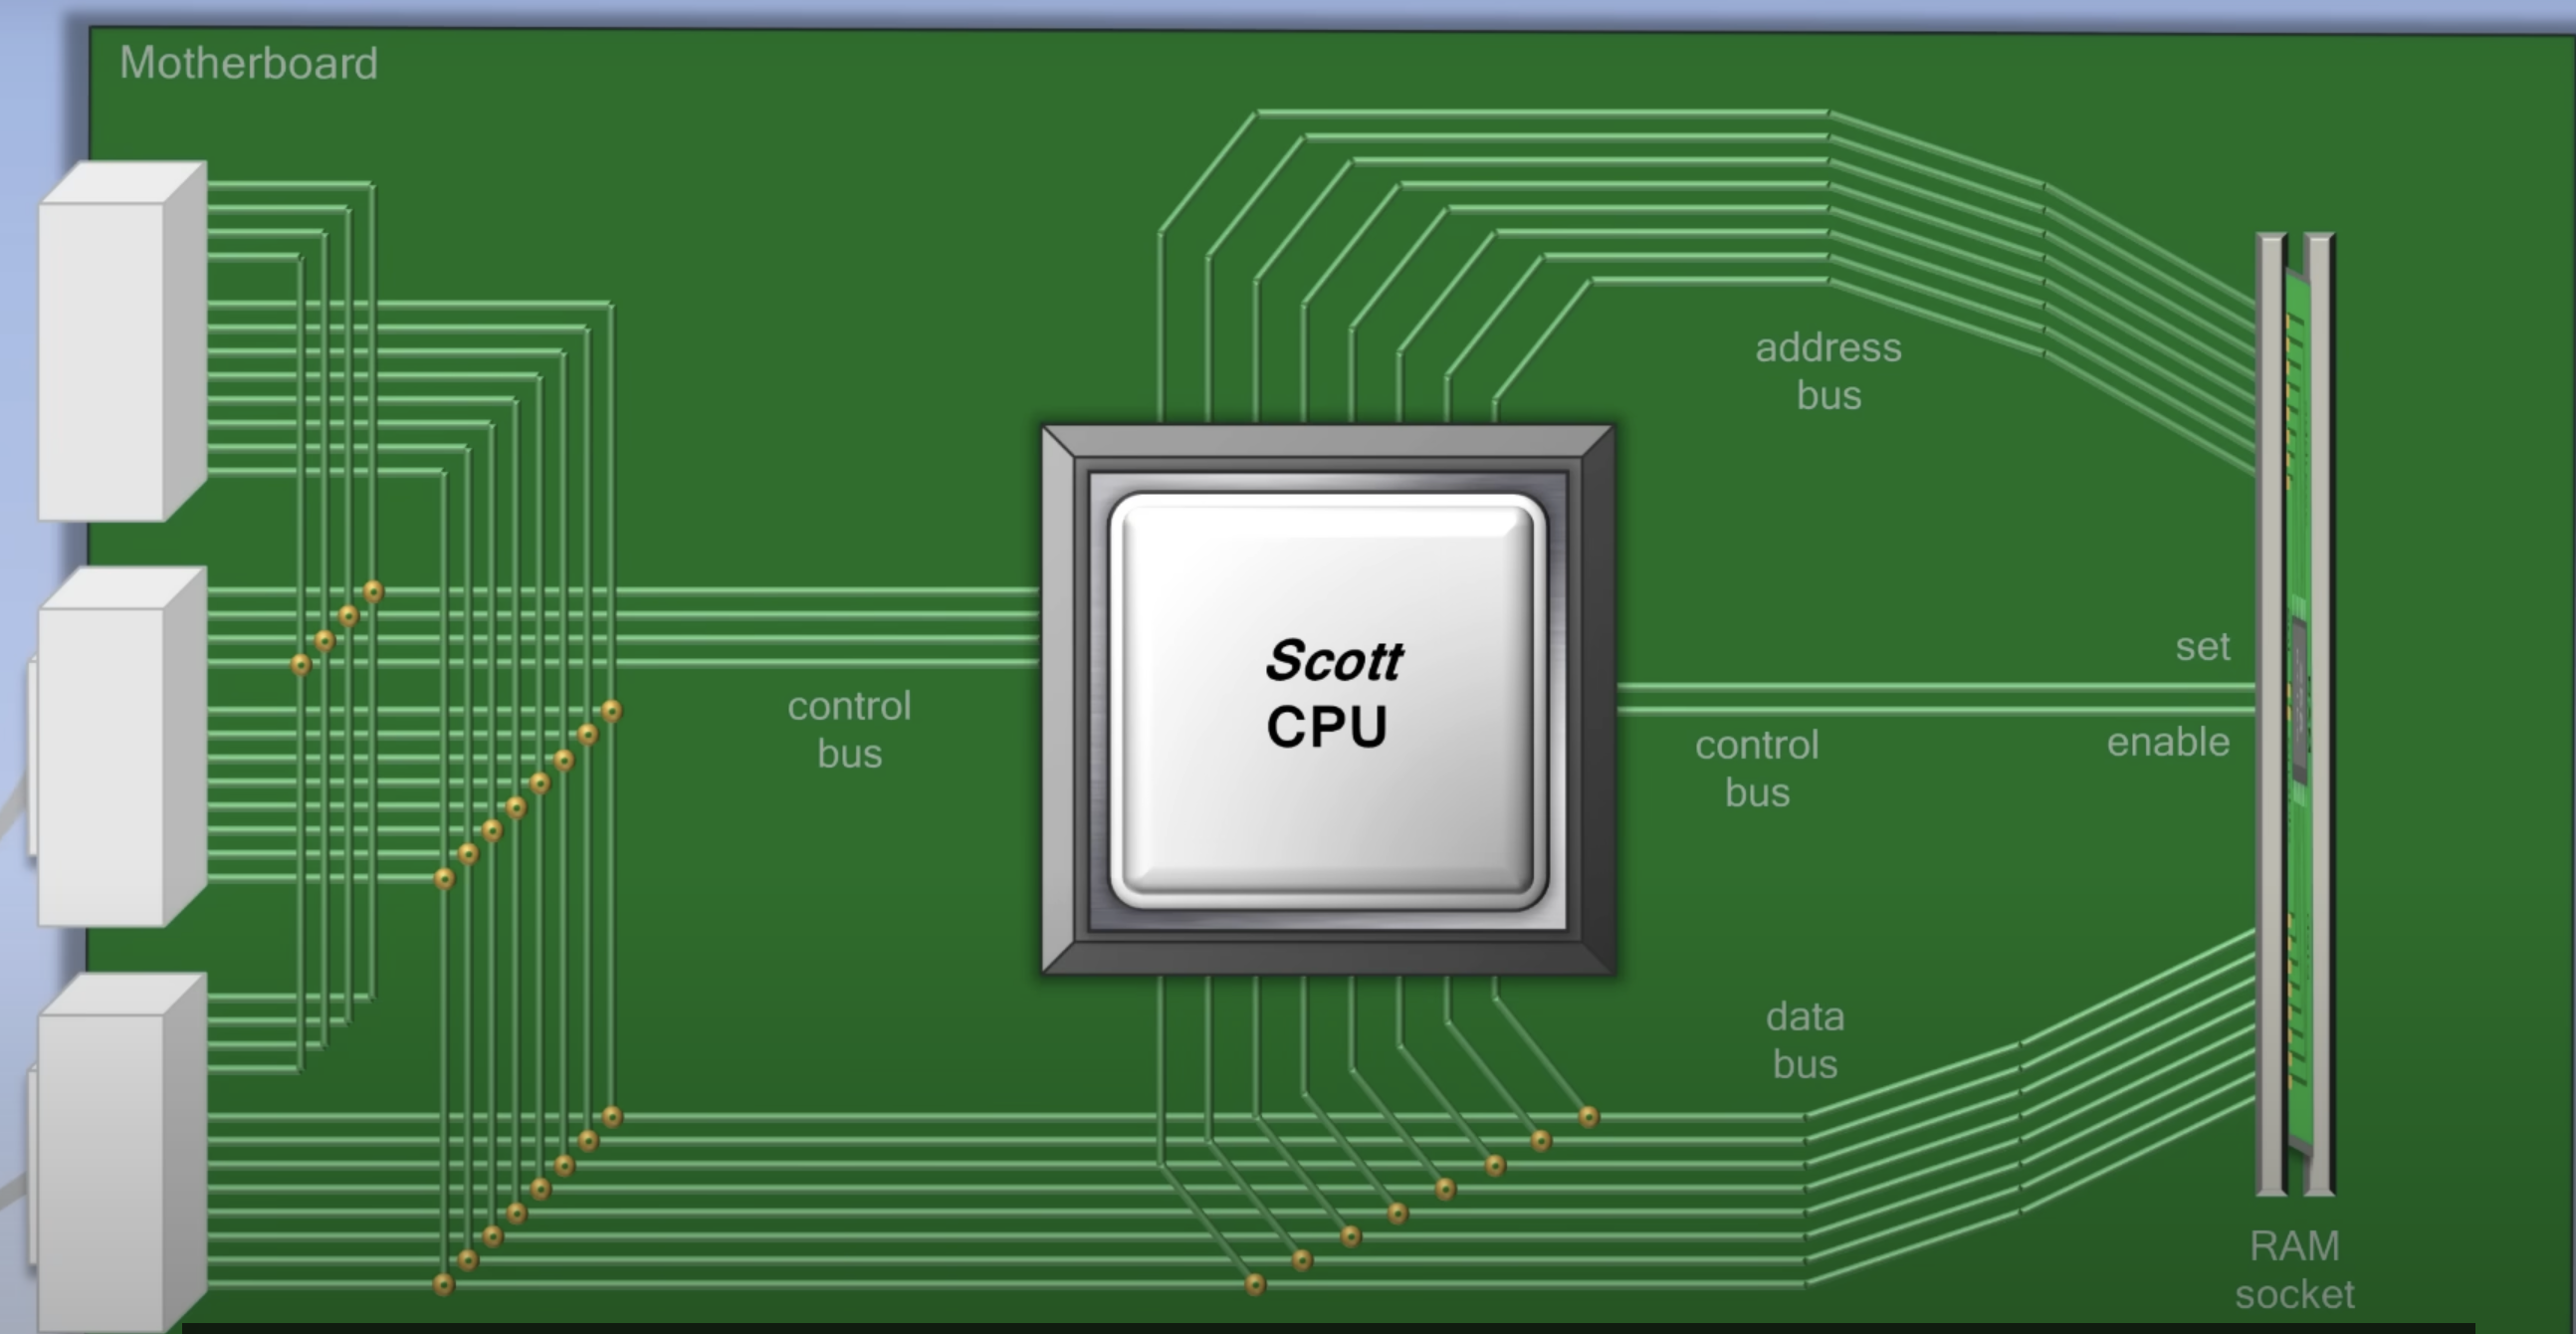 Motherboard
address
bus
Scott
CPU
set
control
bus
control
bus
enable
data
bus
RAM
socket